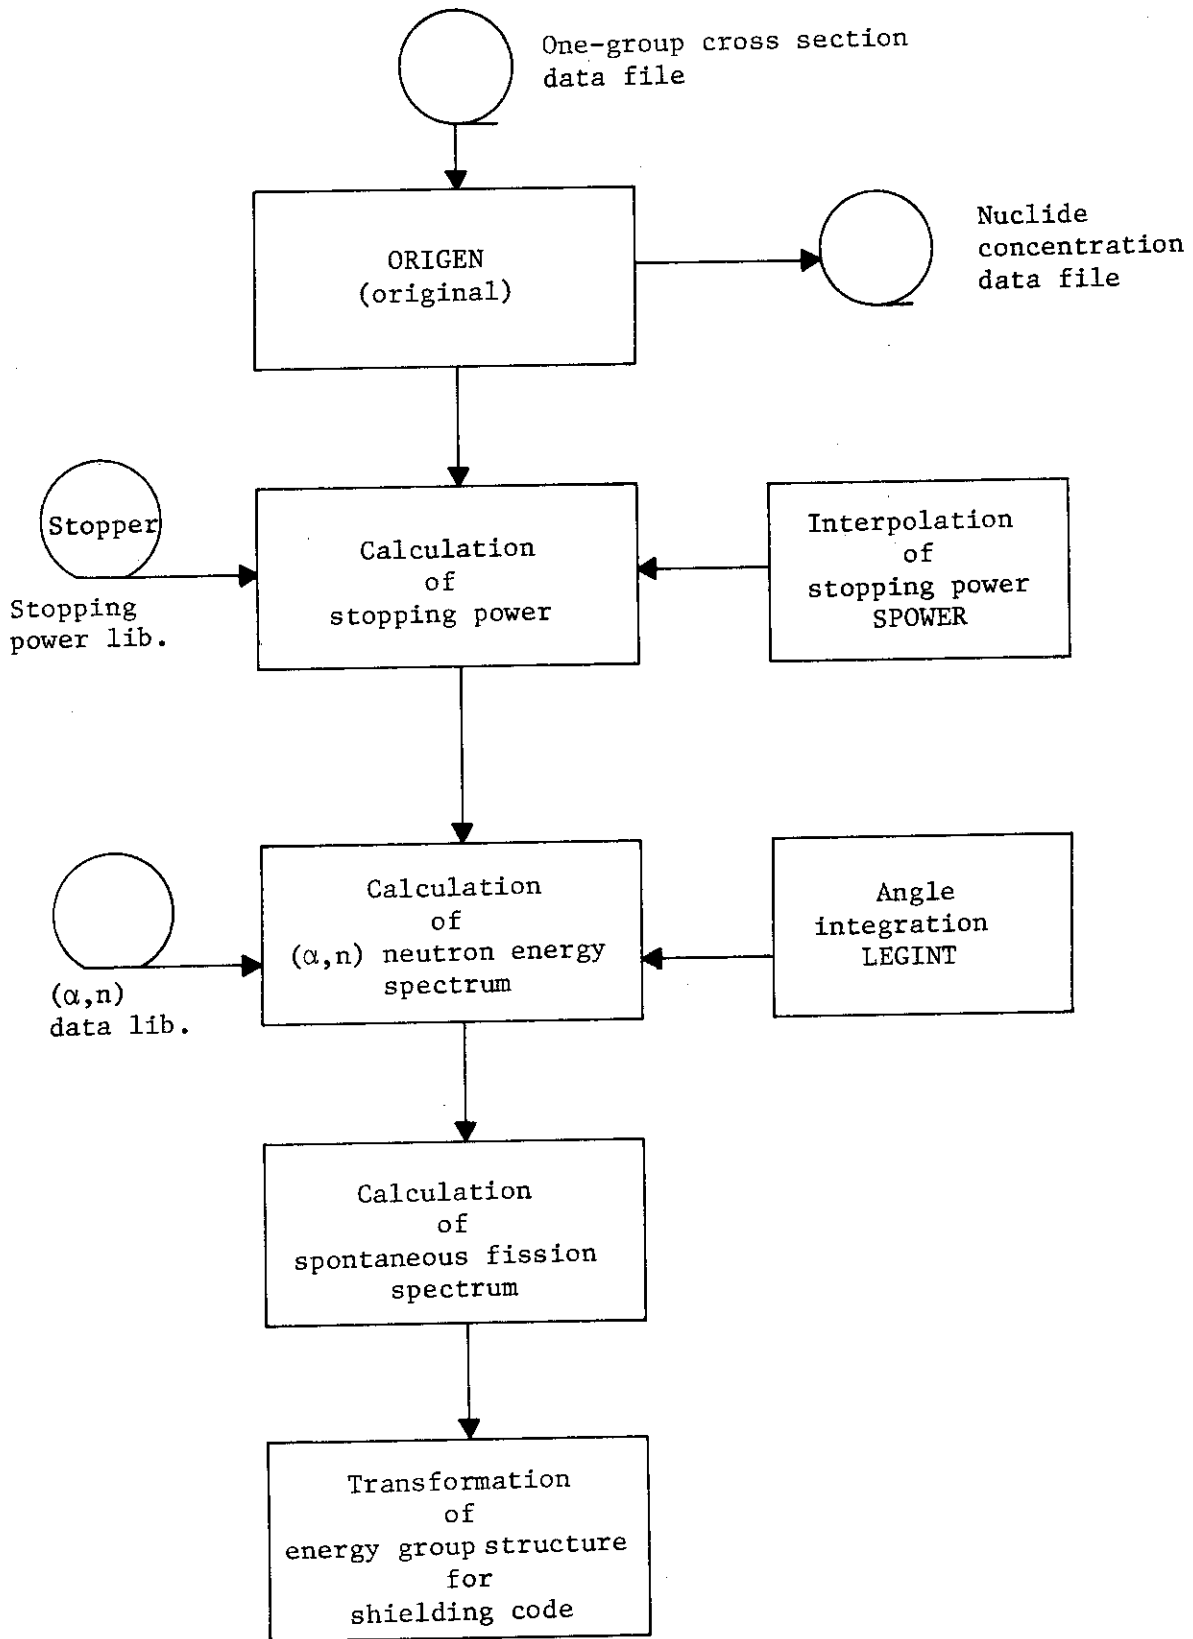 One-group cross section
data file
ORIGEN
(original)
Nuclide
concentration
data file
Stopper
Stopping
power lib.
Calculation
of
stopping power
Interpolation
of
stopping power
SPOWER
(α,n)
data lib.
Calculation
of
(α,n) neutron energy
spectrum
Angle
integration
LEGINT
Calculation
of
spontaneous fission
spectrum
Transformation
of
energy group structure
for
shielding code